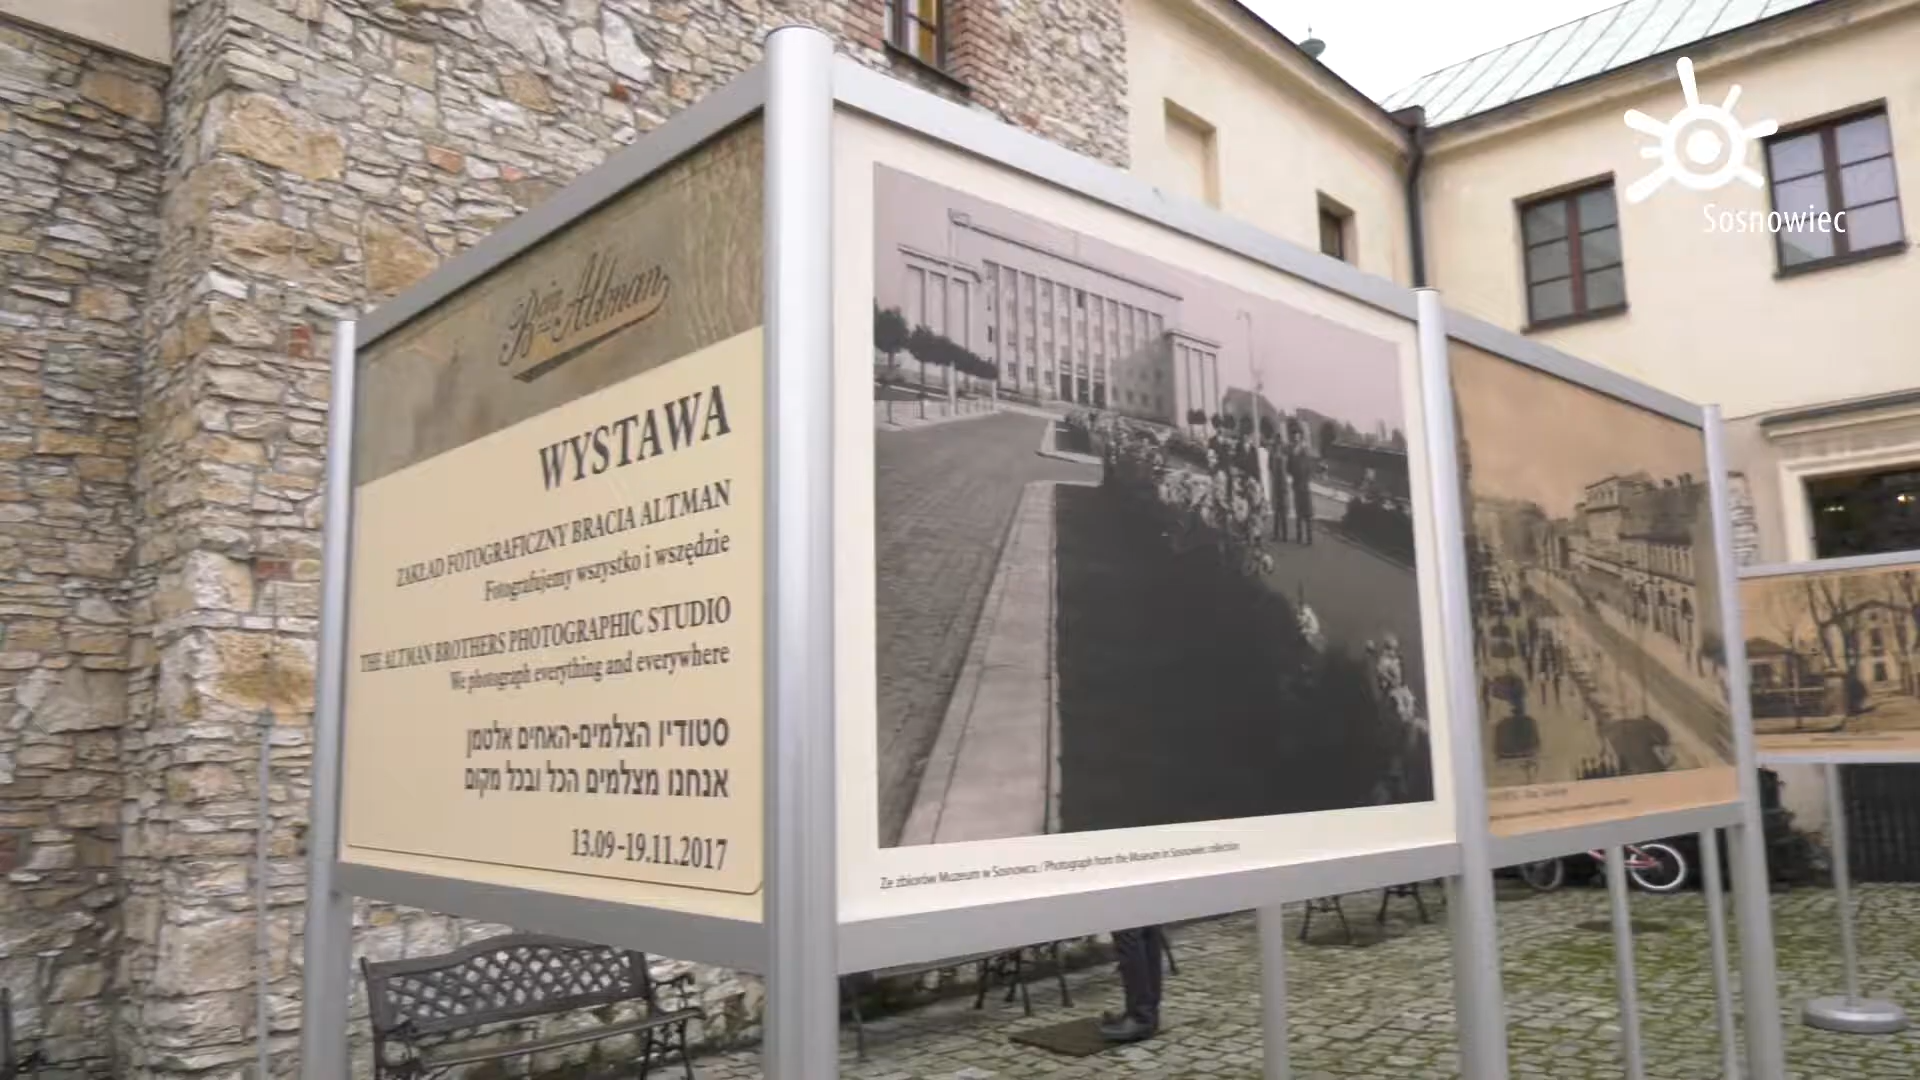 Bcia Altman
WYSTAWA
ZAKŁAD FOTOGRAFICZNY BRACIA ALTMAN
Fotografujemy wszystko i wszędzie
THE ALTMAN BROTHERS PHOTOGRAPHIC STUDIO
We photograph everything and everywhere
סטודיו הצלמים-האחים אלטמן
אנחנו מצלמים הכל ובכל מקום
13.09-19.11.2017
Ze zbiorów Muzeum w Sosnowcu / Photograph from the Museum in Sosnowiec collection
Sosnowiec